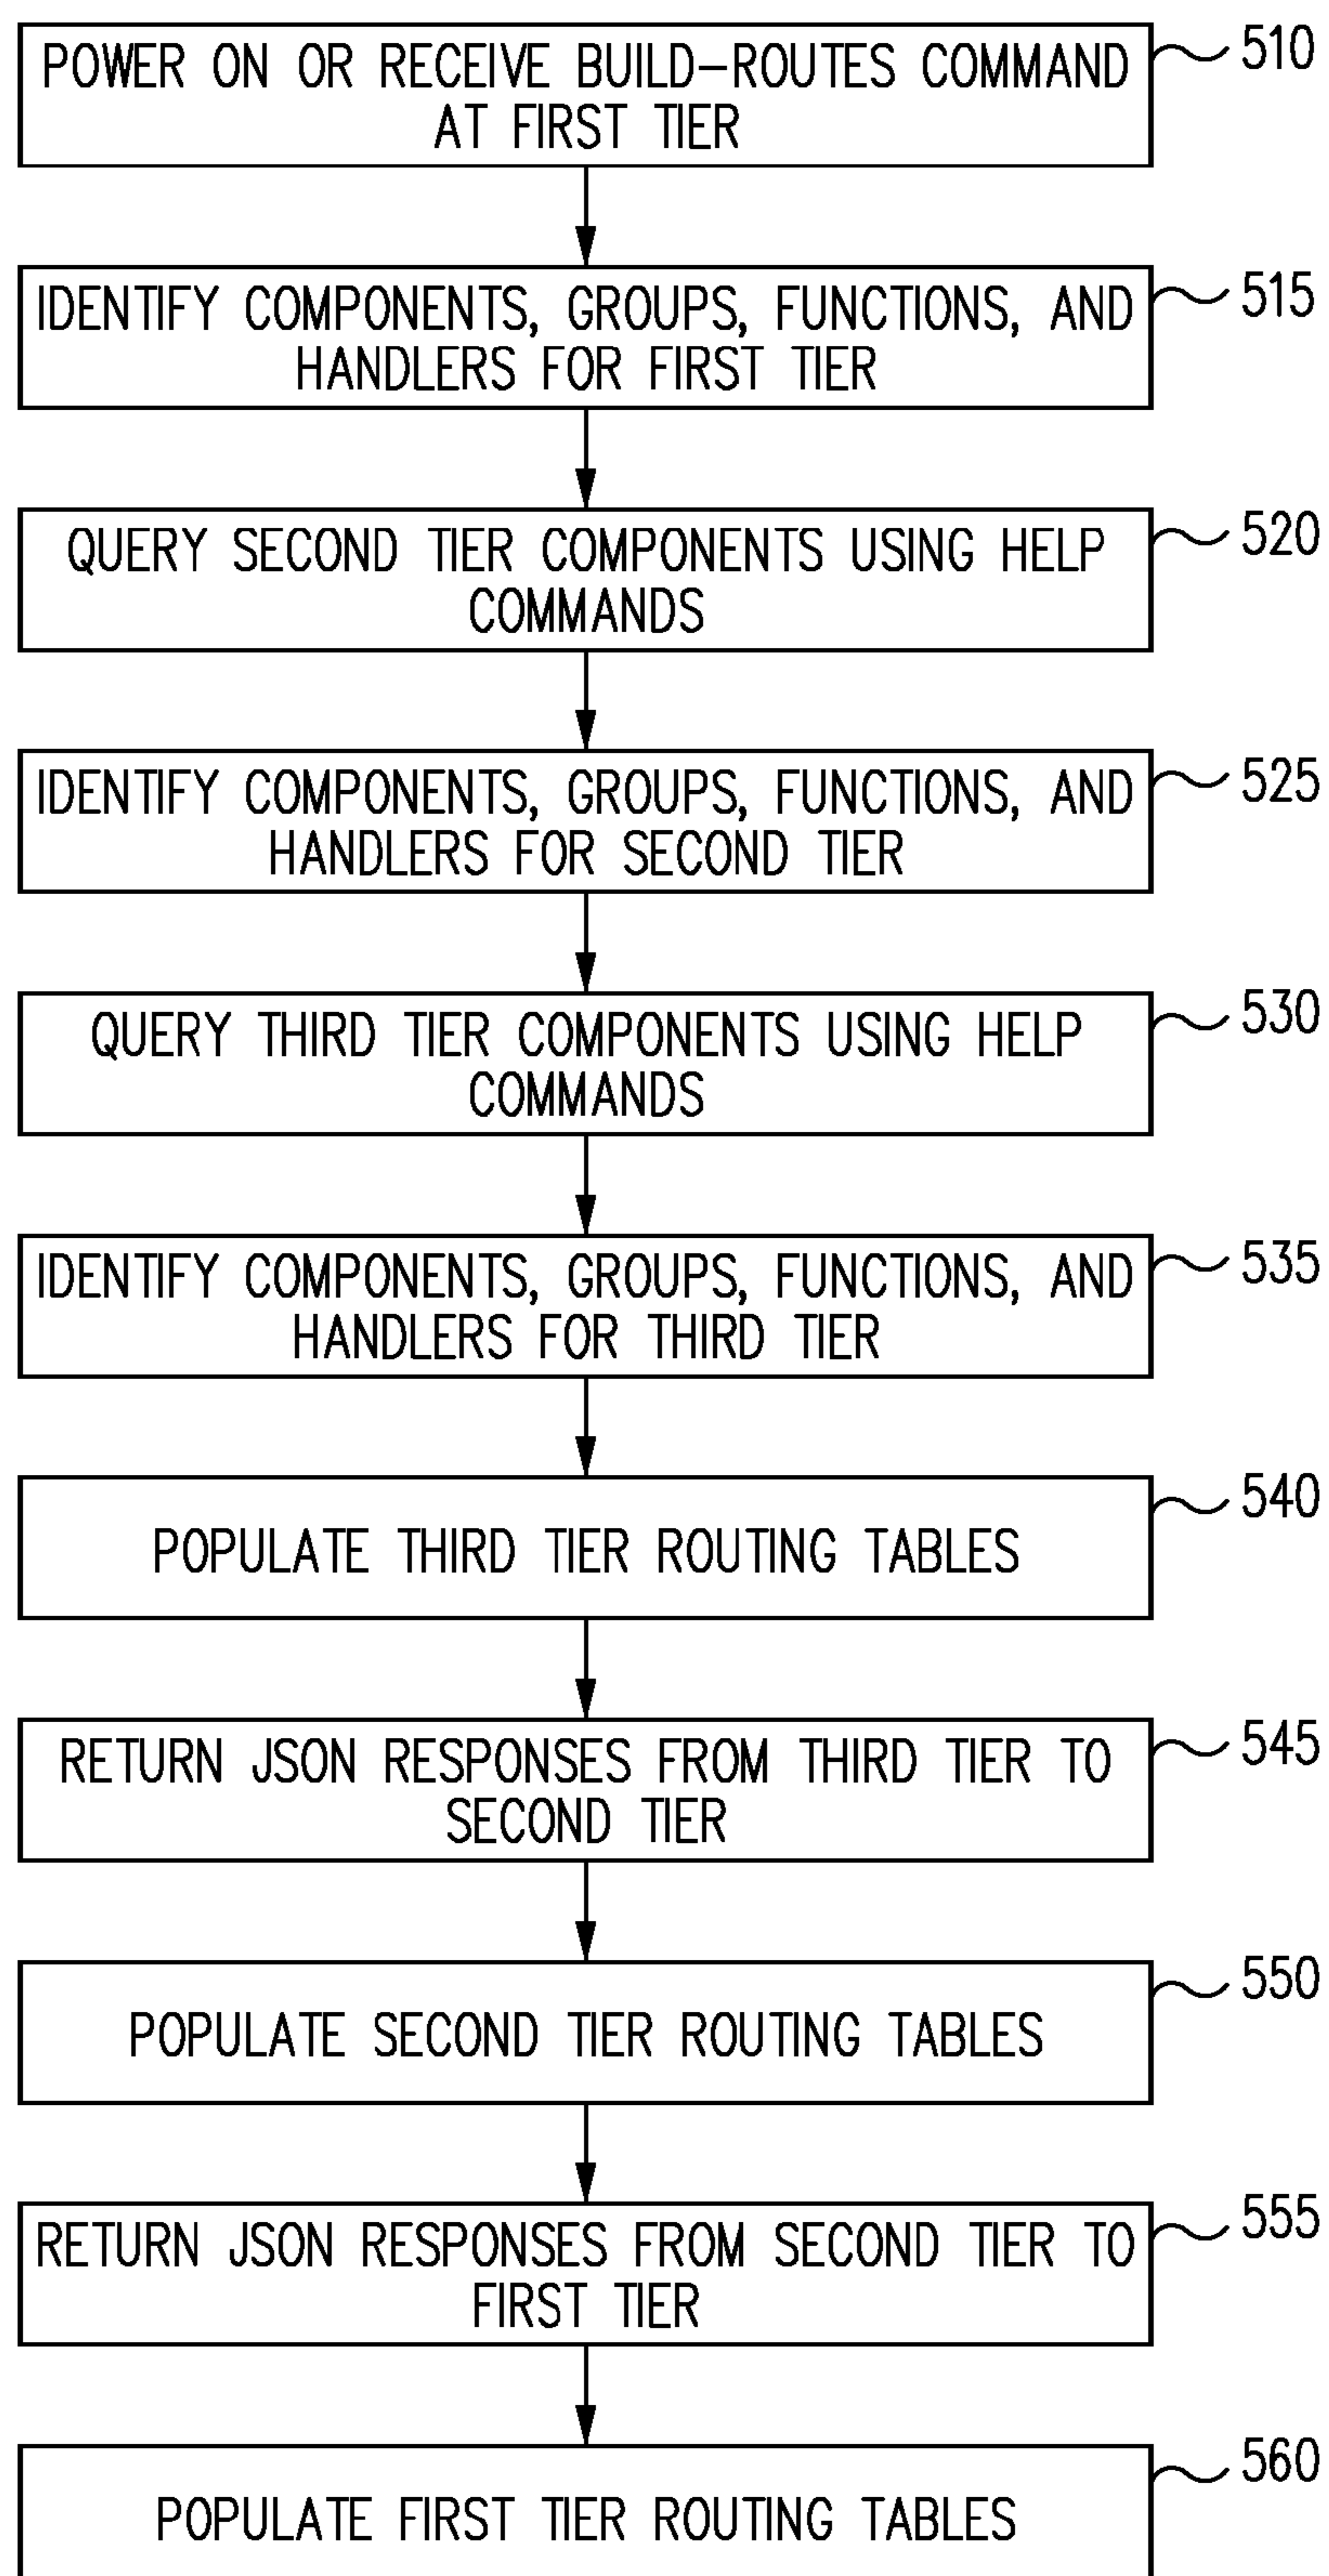 POWER ON OR RECEIVE BUILD-ROUTES COMMAND
AT FIRST TIER
510
IDENTIFY COMPONENTS, GROUPS, FUNCTIONS, AND
HANDLERS FOR FIRST TIER
515
QUERY SECOND TIER COMPONENTS USING HELP
COMMANDS
520
IDENTIFY COMPONENTS, GROUPS, FUNCTIONS, AND
HANDLERS FOR SECOND TIER
525
QUERY THIRD TIER COMPONENTS USING HELP
COMMANDS
530
IDENTIFY COMPONENTS, GROUPS, FUNCTIONS, AND
HANDLERS FOR THIRD TIER
535
POPULATE THIRD TIER ROUTING TABLES
540
RETURN JSON RESPONSES FROM THIRD TIER TO
SECOND TIER
545
POPULATE SECOND TIER ROUTING TABLES
550
RETURN JSON RESPONSES FROM SECOND TIER TO
FIRST TIER
555
POPULATE FIRST TIER ROUTING TABLES
560